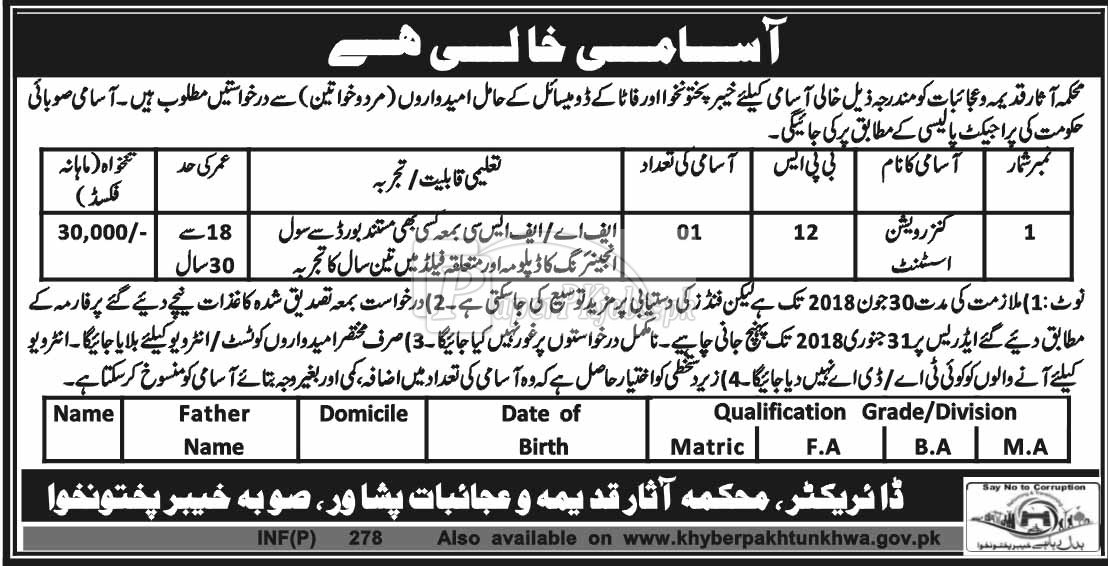 آسامی خالی ھے
محکمہ آثار قدیمہ وعجائبات کو مندرجہ ذیل خالی آسامی کیلئے خیبر پختونخوا اور فاٹا کے ڈومیسائل کے حامل امیدواروں (مرد وخواتین) سے درخواستیں مطلوب ہیں۔ آسامی صوبائی
حکومت کی پراجیکٹ پالیسی کے مطابق پر کی جائیگی۔
نمبر شمار آسامی کا نام بی پی ایس آسامی کی تعداد تعلیمی قابلیت / تجربہ عمر کی حد تنخواہ (ماہانہ
فکسڈ)
1 کنزرویشن 12 01 ایف اے / ایف ایس سی بمعہ کسی بھی مستند بورڈ سے سول 18 سے 30,000/-
اسسٹنٹ انجینئرنگ کا ڈپلومہ اور متعلقہ فیلڈ میں تین سال کا تجربہ 30 سال
نوٹ: 1) ملازمت کی مدت 30 جون 2018 تک ہے لیکن فنڈز کی دستیابی پر مزید توسیع کی جاسکتی ہے۔ 2) درخواست بمعہ تصدیق شدہ کاغذات نیچے دیئے گئے پرفارمہ کے
مطابق دیئے گئے ایڈریس پر 31 جنوری 2018 تک پہنچ جانی چاہیے۔ نامکمل درخواستوں پر غور نہیں کیا جائیگا۔ 3) صرف مختصر امیدواروں کو ٹسٹ / انٹرویو کیلئے بلایا جائیگا۔ انٹرویو
کیلئے آنے والوں کو کوئی ٹی اے / ڈی اے نہیں دیا جائیگا۔ 4) زیر دستخطی کو اختیار حاصل ہے کہ وہ آسامی کی تعداد میں اضافہ، کمی اور بغیر وجہ بتائے آسامی کو منسوخ کرسکتا ہے۔
Name Father Domicile Date of Qualification Grade/Division
Name Birth Matric F.A B.A M.A
ڈائریکٹر، محکمہ آثار قدیمہ و عجائبات پشاور، صوبہ خیبر پختونخوا
Say No to Corruption
بدل رہا ہے خیبر پختونخوا
INF(P) 278 Also available on www.khyberpakhtunkhwa.gov.pk